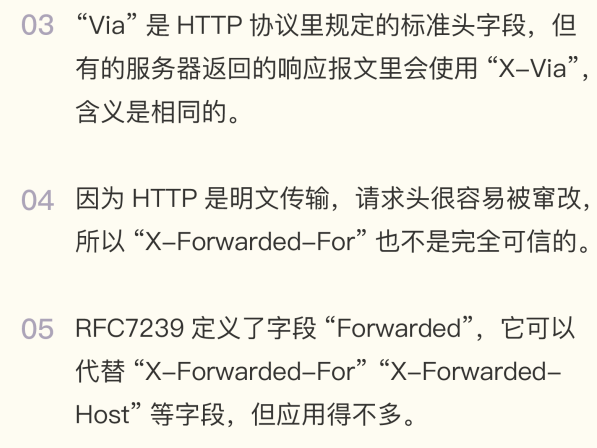 03 “Via” 是 HTTP 协议里规定的标准头字段，但
有的服务器返回的响应报文里会使用 “X-Via”，
含义是相同的。
04 因为 HTTP 是明文传输，请求头很容易被窜改，
所以 “X-Forwarded-For” 也不是完全可信的。
05 RFC7239 定义了字段 “Forwarded”，它可以
代替 “X-Forwarded-For” “X-Forwarded-
Host” 等字段，但应用得不多。